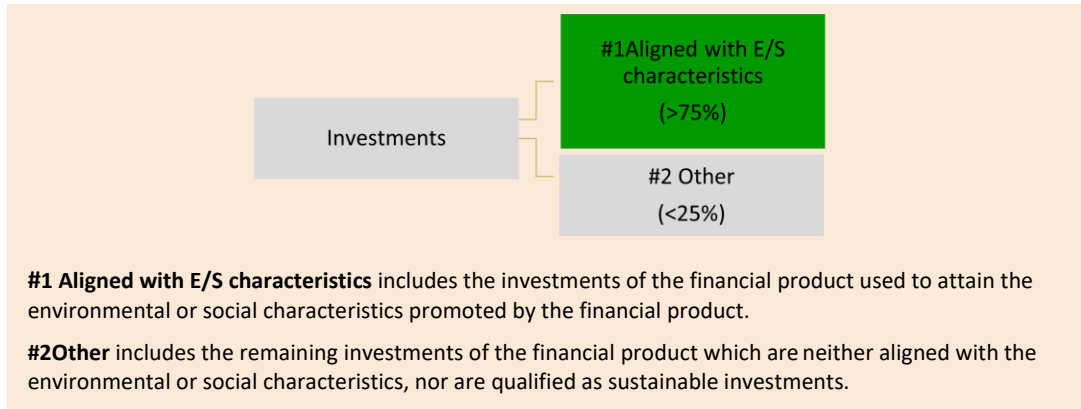 #1Aligned with E/S
characteristics
(>75%)
Investments
#2 Other
(<25%)
#1 Aligned with E/S characteristics includes the investments of the financial product used to attain the
environmental or social characteristics promoted by the financial product.
#2Other includes the remaining investments of the financial product which are neither aligned with the
environmental or social characteristics, nor are qualified as sustainable investments.